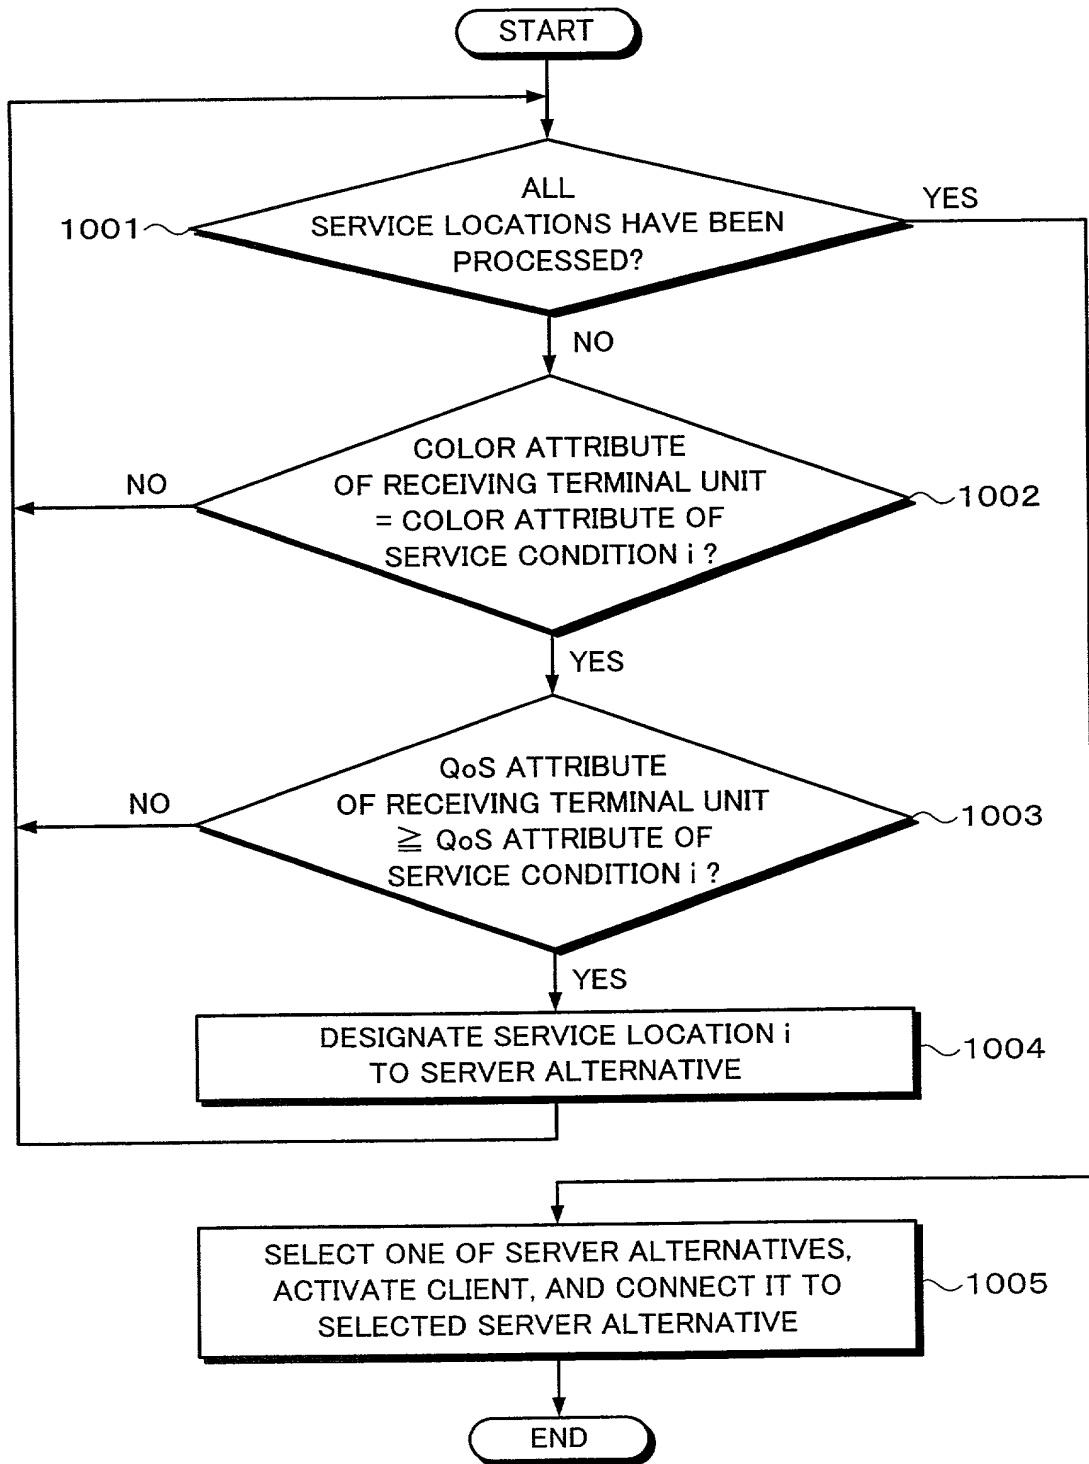 START
ALL
SERVICE LOCATIONS HAVE BEEN
PROCESSED?
YES
1001
NO
COLOR ATTRIBUTE
OF RECEIVING TERMINAL UNIT
= COLOR ATTRIBUTE OF
SERVICE CONDITION i ?
NO
1002
YES
QoS ATTRIBUTE
OF RECEIVING TERMINAL UNIT
≧ QoS ATTRIBUTE OF
SERVICE CONDITION i ?
NO
1003
YES
DESIGNATE SERVICE LOCATION i
TO SERVER ALTERNATIVE
1004
SELECT ONE OF SERVER ALTERNATIVES,
ACTIVATE CLIENT, AND CONNECT IT TO
SELECTED SERVER ALTERNATIVE
1005
END